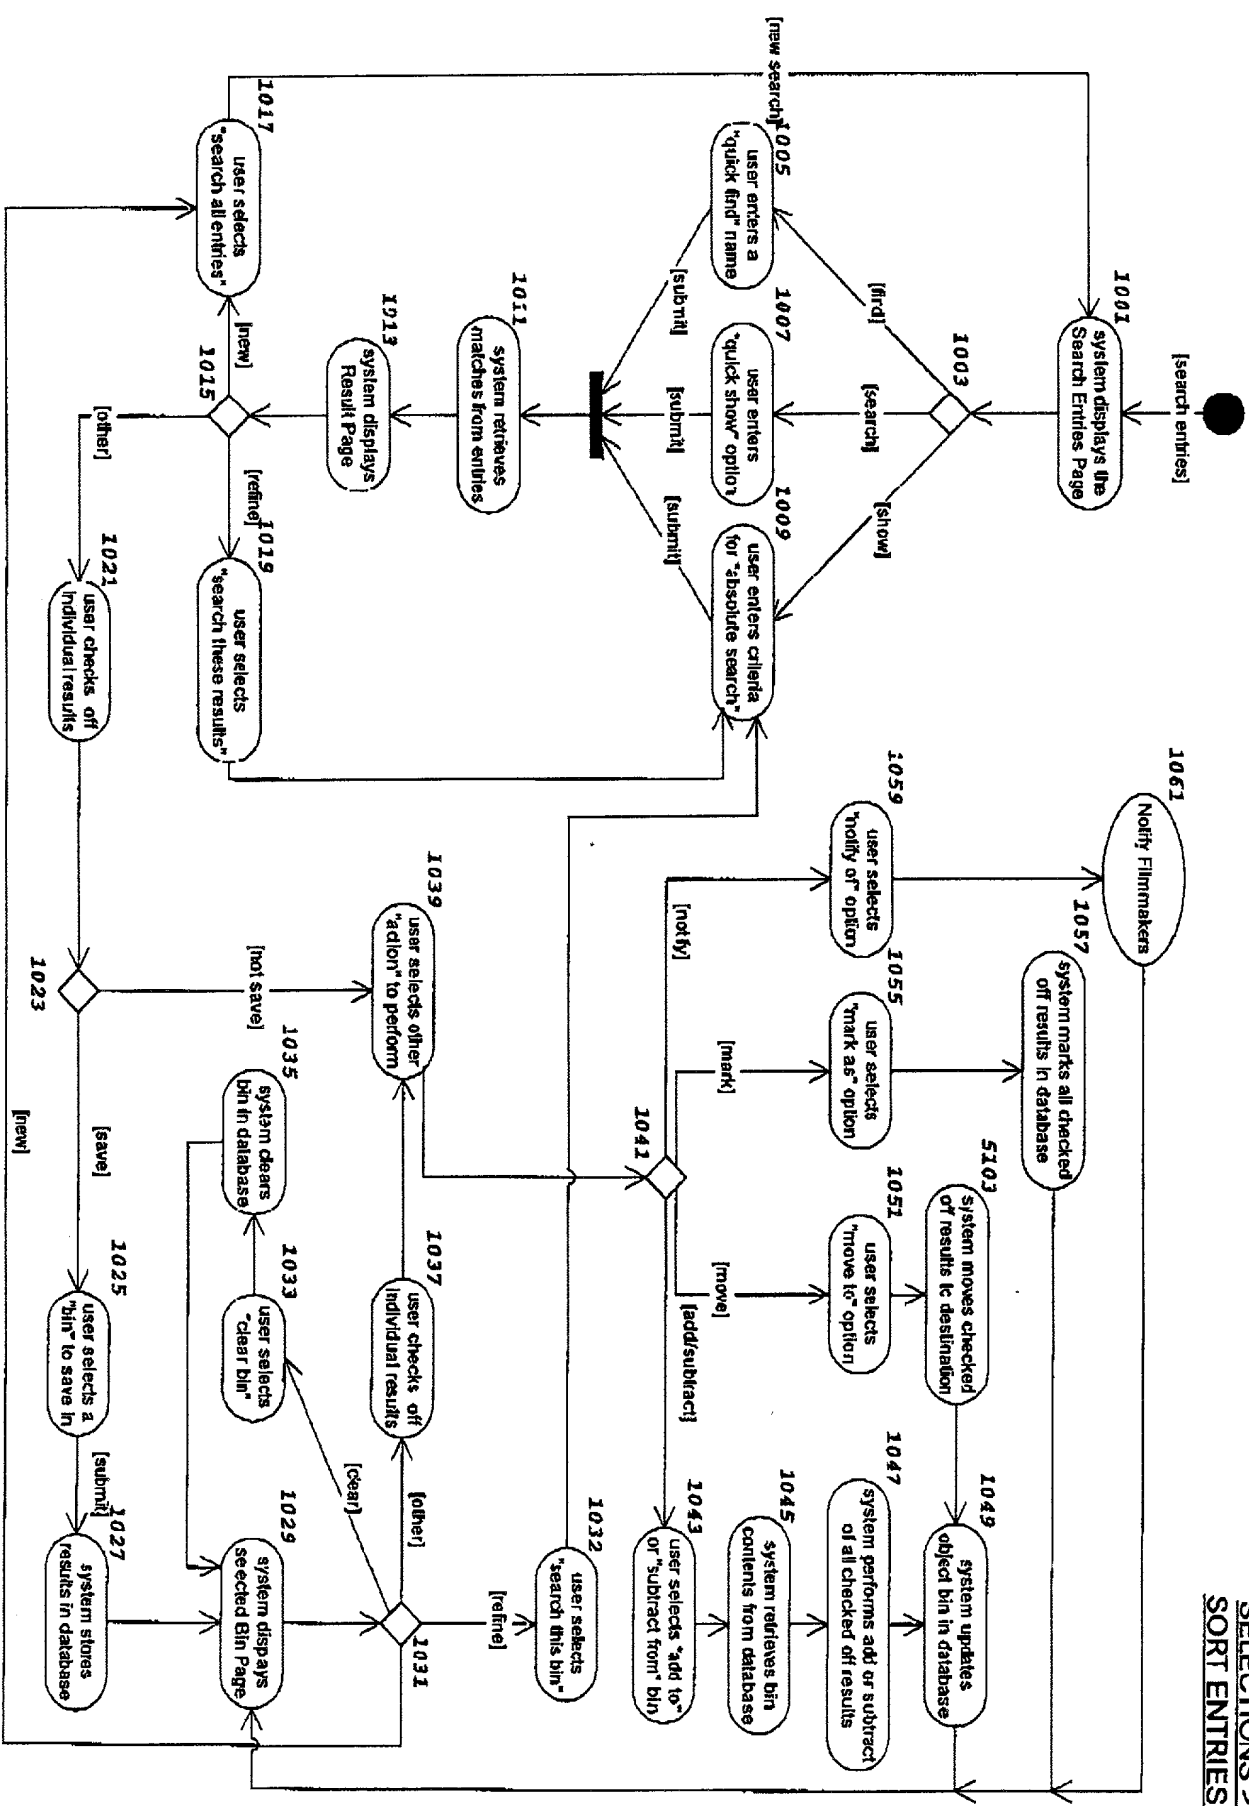 SORT ENTRIES
[search entries]
1001
system displays the
Search Entries Page
1003
[search]
[show]
[new search]
1005
user enters a
"quick find" name
1007
user enters
"quick show" option
1009
user enters criteria
for "absolute search"
[submit]
[submit]
[submit]
1011
system retrieves
matches from entries
1013
system displays
Result Page
1015
[new]
[refine]
[other]
1017
user selects
"search all entries"
1019
user selects
"search these results"
1021
user checks off
individual results
1023
[not save]
[save]
1025
user selects a
"bin" to save in
[submit]
1027
system stores
results in database
1029
system displays
selected Bin Page
1031
[other]
[clear]
[refine]
[new]
1032
user selects
"search this bin"
1033
user selects
"clear bin"
1035
system clears
bin in database
1037
user checks off
individual results
1039
user selects other
"action" to perform
1041
[notify]
[mark]
[move]
[add/subtract]
1043
user selects "add to"
or "subtract from" bin
1045
system retrieves bin
contents from database
1047
system performs add or subtract
of all checked off results
1049
system updates
object bin in database
1051
user selects
"move to" option
5103
system moves checked
off results to destination
1055
user selects
"mark as" option
1057
system marks all checked
off results in database
1059
user selects
"notify of" option
1061
Notify Filmmakers